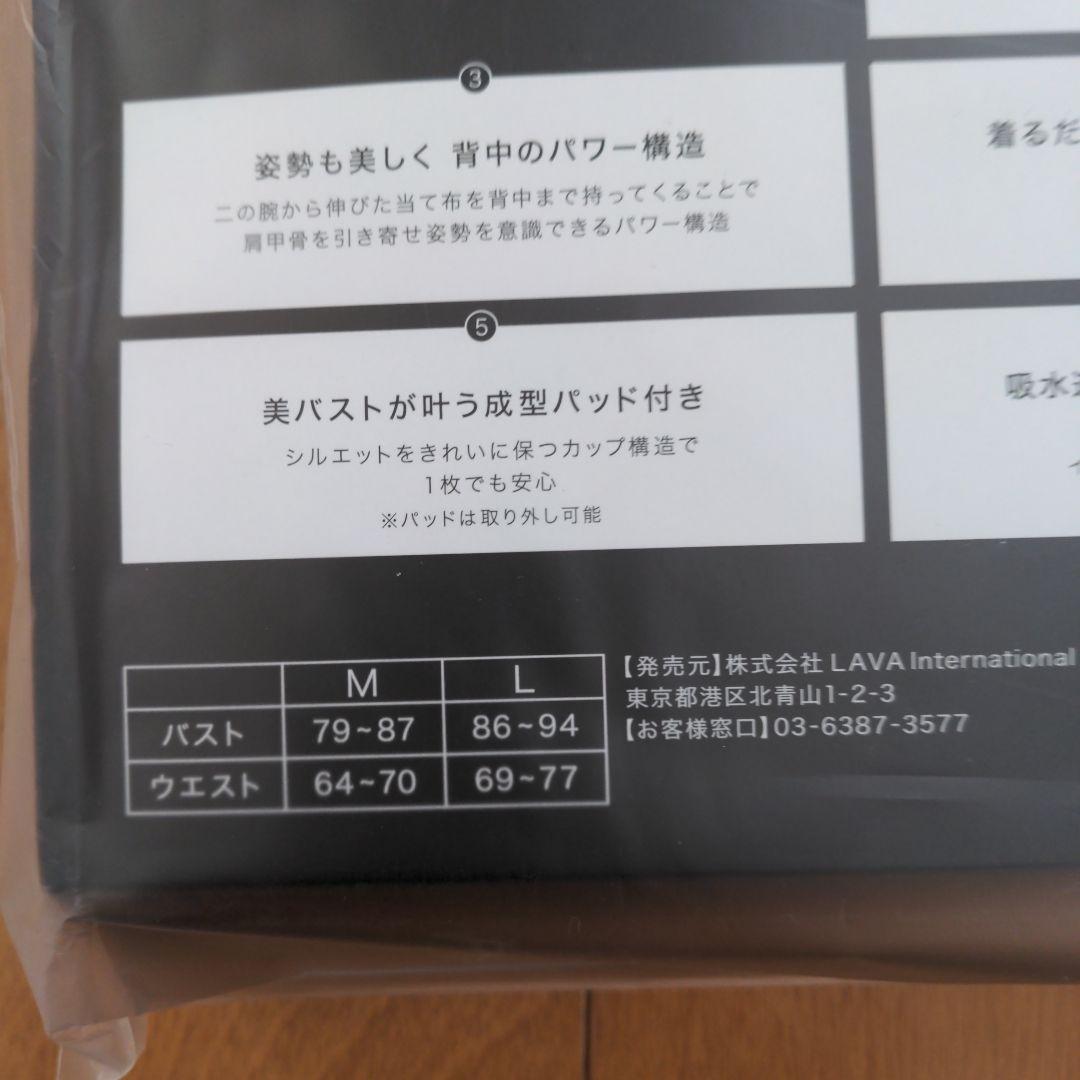 ③
姿勢も美しく 背中のパワー構造
二の腕から伸びた当て布を背中まで持ってくることで
肩甲骨を引き寄せ姿勢を意識できるパワー構造
着るだ
⑤
美バストが叶う成型パッド付き
シルエットをきれいに保つカップ構造で
1枚でも安心
※パッドは取り外し可能
吸水速
M L
バスト 79~87 86~94
ウエスト 64~70 69~77
【発売元】株式会社 LAVA International
東京都港区北青山1-2-3
【お客様窓口】03-6387-3577